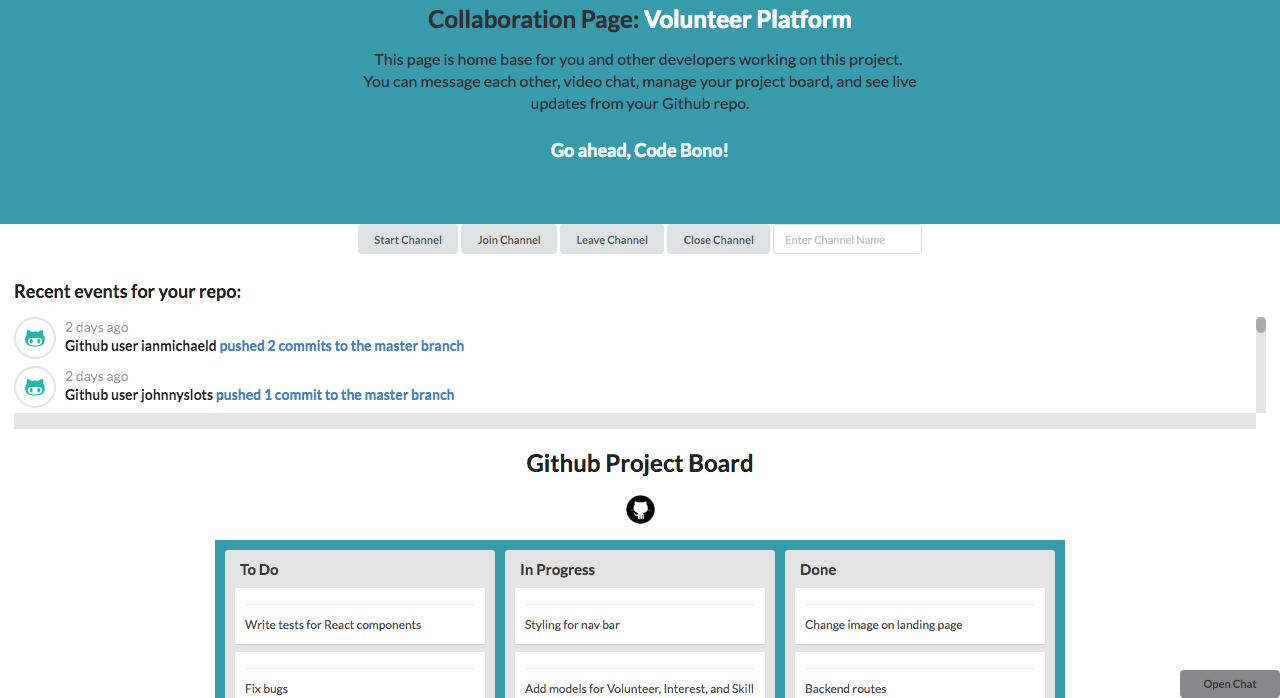 Collaboration Page: Volunteer Platform
This page is home base for you and other developers working on this project.
You can message each other, video chat, manage your project board, and see live
updates from your Github repo.
Go ahead, Code Bono!
Start Channel Join Channel Leave Channel Close Channel Enter Channel Name
Recent events for your repo:
2 days ago
Github user ianmichaeld pushed 2 commits to the master branch
2 days ago
Github user johnnyslots pushed 1 commit to the master branch
Github Project Board
To Do In Progress Done
Write tests for React components Styling for nav bar Change image on landing page
Fix bugs Add models for Volunteer, Interest, and Skill Backend routes
Open Chat